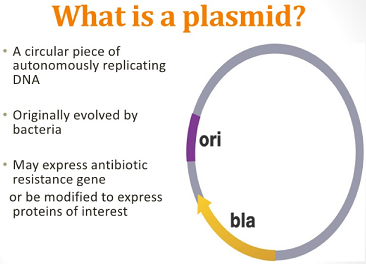 What is a plasmid?
• A circular piece of
autonomously replicating
DNA
• Originally evolved by
bacteria
• May express antibiotic
resistance gene
or be modified to express
proteins of interest
ori
bla